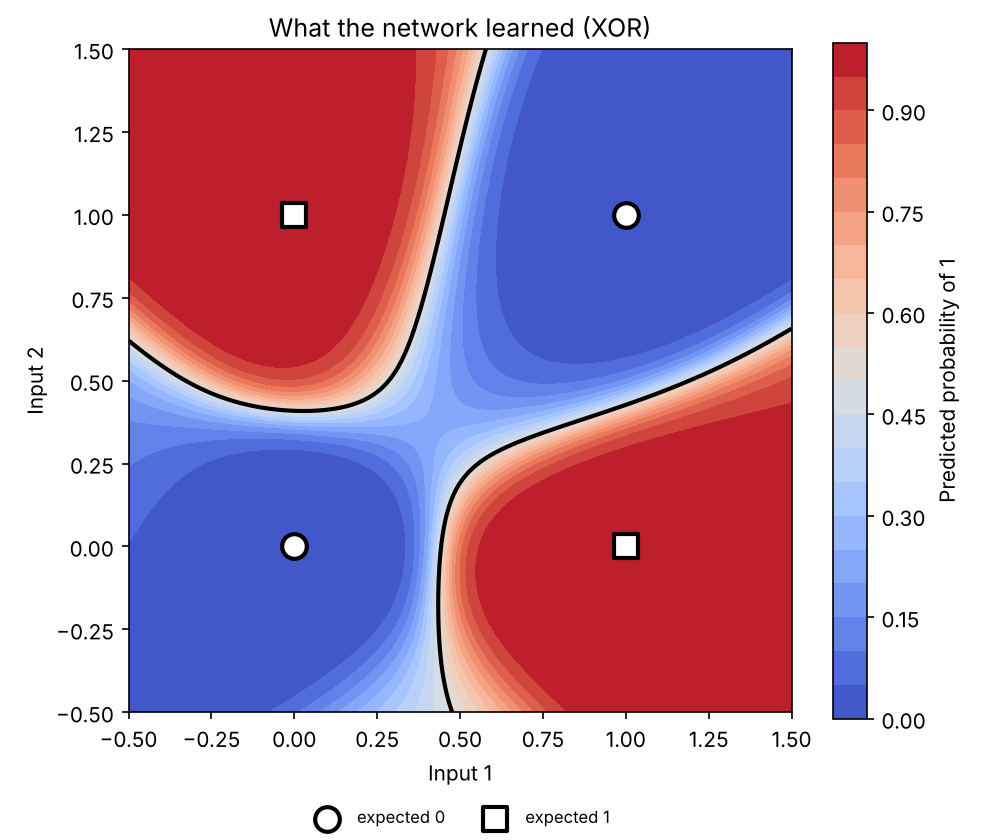 What the network learned (XOR)
1.50
1.25
1.00
0.75
0.50
0.25
0.00
−0.25
−0.50
Input 2
−0.50 −0.25 0.00 0.25 0.50 0.75 1.00 1.25 1.50
Input 1
0.90
0.75
0.60
0.45
0.30
0.15
0.00
Predicted probability of 1
expected 0 expected 1